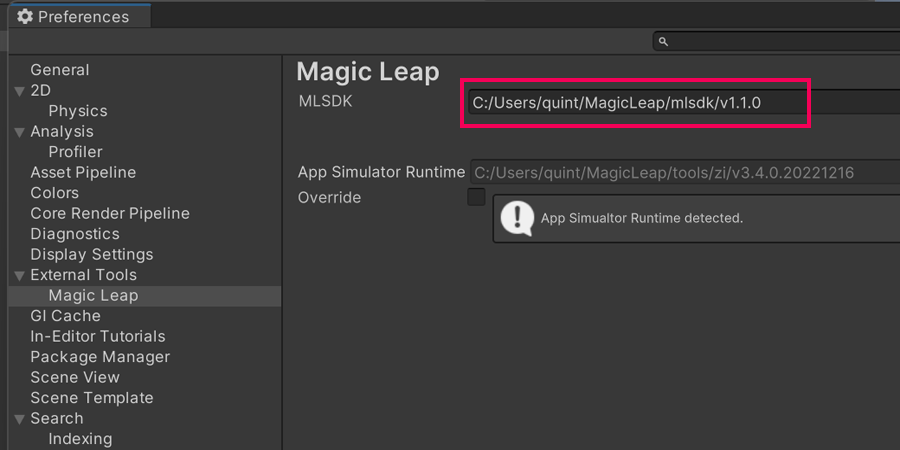 Preferences
General
2D
Physics
Analysis
Profiler
Asset Pipeline
Colors
Core Render Pipeline
Diagnostics
Display Settings
External Tools
Magic Leap
GI Cache
In-Editor Tutorials
Package Manager
Scene View
Scene Template
Search
Indexing
Magic Leap
MLSDK C:/Users/quint/MagicLeap/mlsdk/v1.1.0
App Simulator Runtime C:/Users/quint/MagicLeap/tools/zi/v3.4.0.20221216
Override
App Simualtor Runtime detected.